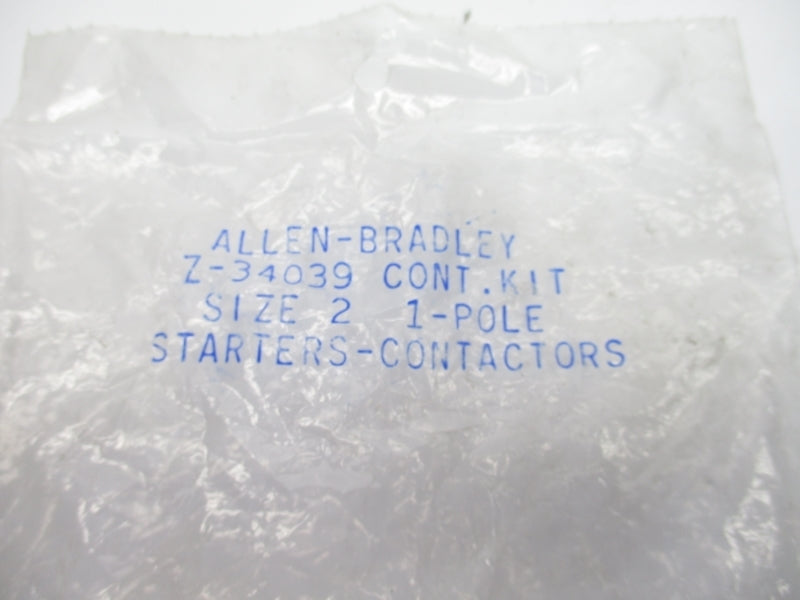 ALLEN-BRADLEY
Z-34039 CONT.KIT
SIZE 2 1-POLE
STARTERS-CONTACTORS